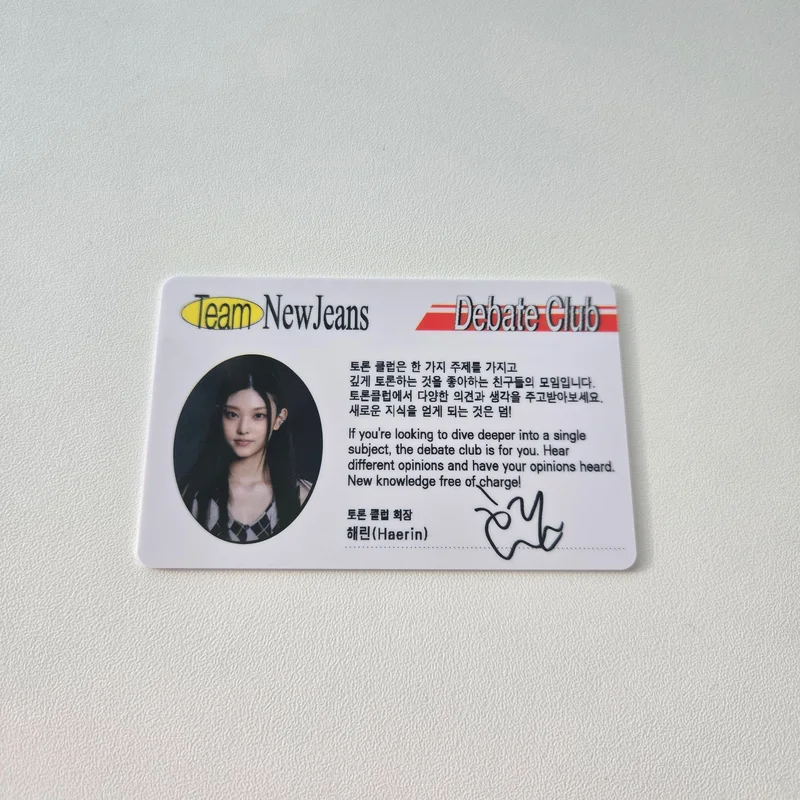 Team NewJeans
Debate Club
토론 클럽은 한 가지 주제를 가지고
깊게 토론하는 것을 좋아하는 친구들의 모임입니다.
토론클럽에서 다양한 의견과 생각을 주고받아보세요.
새로운 지식을 얻게 되는 것은 덤!
If you're looking to dive deeper into a single
subject, the debate club is for you. Hear
different opinions and have your opinions heard.
New knowledge free of charge!
토론 클럽 회장
해린(Haerin)